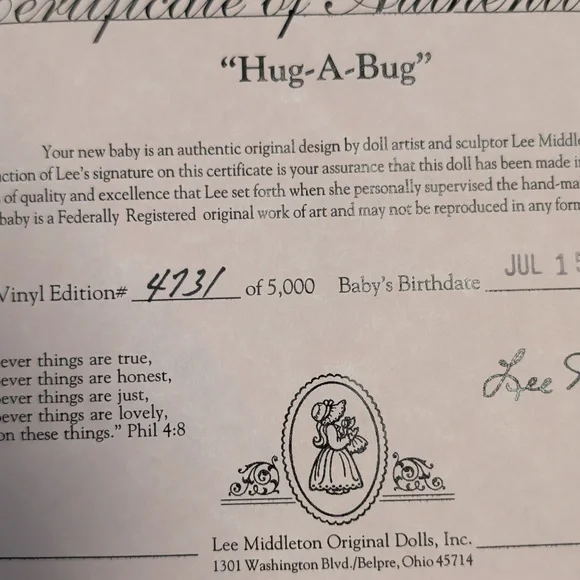 Certificate of
"Hug-A-Bug"
Your new baby is an authentic original design by doll artist and sculptor Lee Middle
ction of Lee's signature on this certificate is your assurance that this doll has been made i
of quality and excellence that Lee set forth when she personally supervised the hand-ma
baby is a Federally Registered original work of art and may not be reproduced in any form
Vinyl Edition# 4731 of 5,000 Baby's Birthdate JUL 15
ever things are true,
ever things are honest,
ever things are just,
ever things are lovely,
on these things." Phil 4:8
Lee
Lee Middleton Original Dolls, Inc.
1301 Washington Blvd./Belpre, Ohio 45714